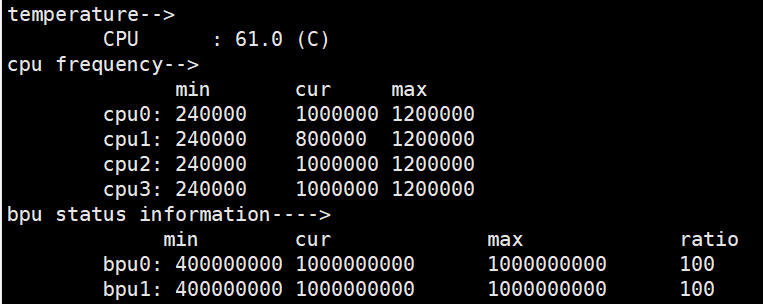 temperature-->
CPU : 61.0 (C)
cpu frequency-->
min cur max
cpu0: 240000 1000000 1200000
cpu1: 240000 800000 1200000
cpu2: 240000 1000000 1200000
cpu3: 240000 1000000 1200000
bpu status information---->
min cur max ratio
bpu0: 400000000 1000000000 1000000000 100
bpu1: 400000000 1000000000 1000000000 100